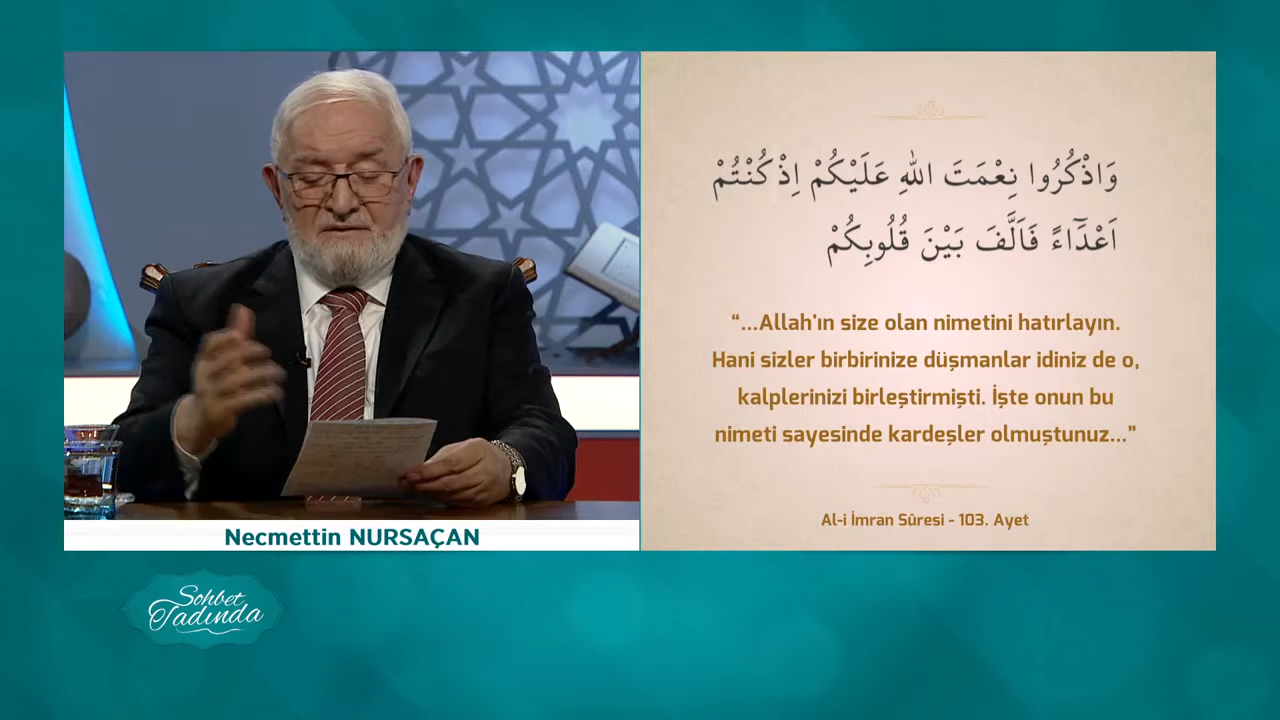 وَاذْكُرُوا نِعْمَتَ اللّٰهِ عَلَيْكُمْ اِذْ كُنْتُمْ
اَعْدَٓاءً فَاَلَّفَ بَيْنَ قُلُوبِكُمْ
“...Allah'ın size olan nimetini hatırlayın.
Hani sizler birbirinize düşmanlar idiniz de o,
kalplerinizi birleştirmişti. İşte onun bu
nimeti sayesinde kardeşler olmuştunuz...”
Al-i İmran Sûresi - 103. Ayet
Necmettin NURSAÇAN
Sohbet
Tadında